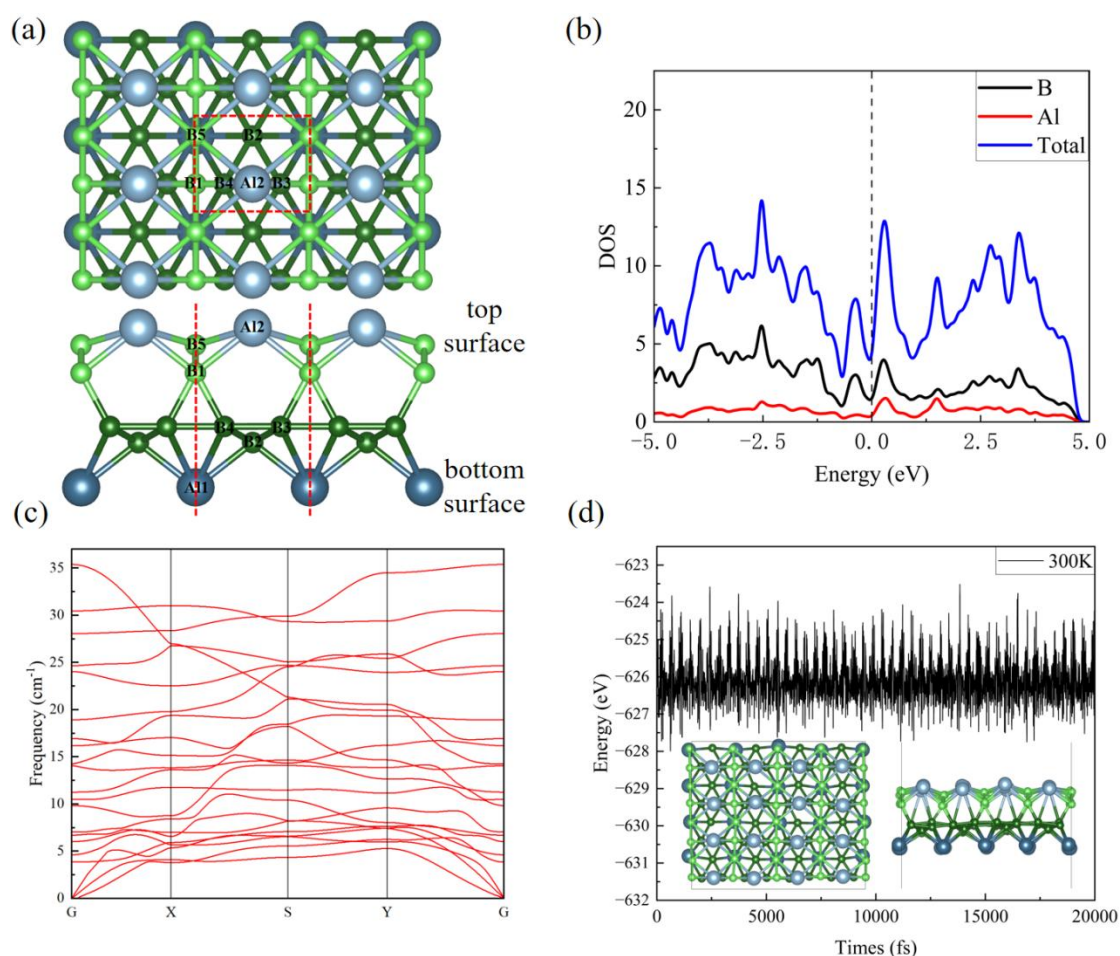 (a)
B5
B2
B1
B4
Al2
B3
top
surface
Al2
B5
B1
B4
B3
B2
Al1
bottom
surface
(b)
B
Al
Total
DOS
20
15
10
5
0
-5.0
-2.5
0.0
2.5
5.0
Energy (eV)
(c)
Frequency (cm-1)
35
30
25
20
15
10
5
0
G
X
S
Y
G
(d)
300K
Energy (eV)
−623
−624
−625
−626
−627
−628
−629
−630
−631
−632
0
5000
10000
15000
20000
Times (fs)